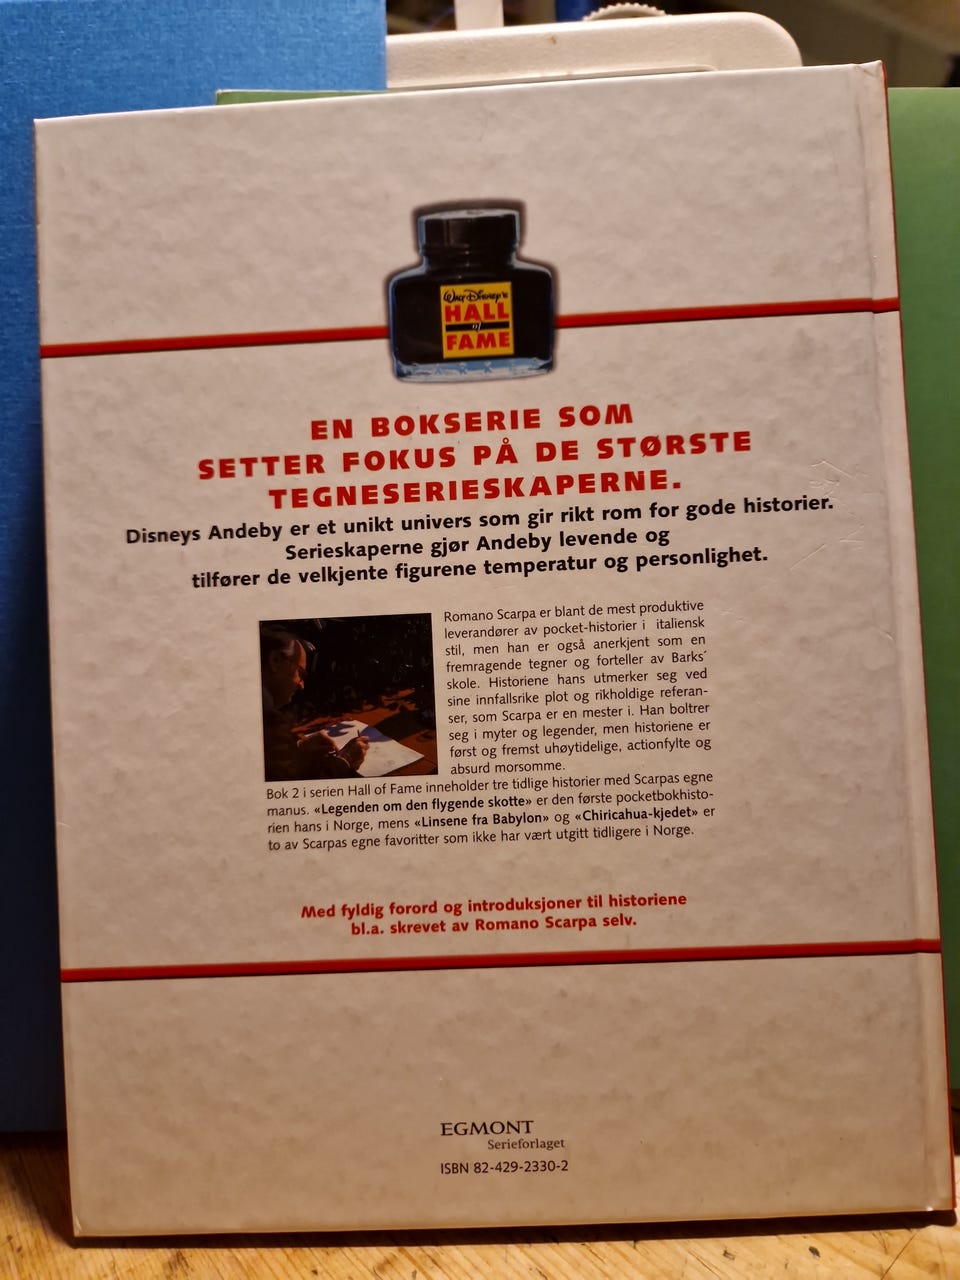 Walt Disney's
HALL
of
FAME
PARKER
EN BOKSERIE SOM
SETTER FOKUS PÅ DE STØRSTE
TEGNESERIESKAPERNE.
Disneys Andeby er et unikt univers som gir rikt rom for gode historier.
Serieskaperne gjør Andeby levende og
tilfører de velkjente figurene temperatur og personlighet.
Romano Scarpa er blant de mest produktive
leverandører av pocket-historier i italiensk
stil, men han er også anerkjent som en
fremragende tegner og forteller av Barks´
skole. Historiene hans utmerker seg ved
sine innfallsrike plot og rikholdige referan-
ser, som Scarpa er en mester i. Han boltrer
seg i myter og legender, men historiene er
først og fremst uhøytidelige, actionfylte og
absurd morsomme.
Bok 2 i serien Hall of Fame inneholder tre tidlige historier med Scarpas egne
manus. «Legenden om den flygende skotte» er den første pocketbokhisto-
rien hans i Norge, mens «Linsene fra Babylon» og «Chiricahua-kjedet» er
to av Scarpas egne favoritter som ikke har vært utgitt tidligere i Norge.
Med fyldig forord og introduksjoner til historiene
bl.a. skrevet av Romano Scarpa selv.
EGMONT
Serieforlaget
ISBN 82-429-2330-2